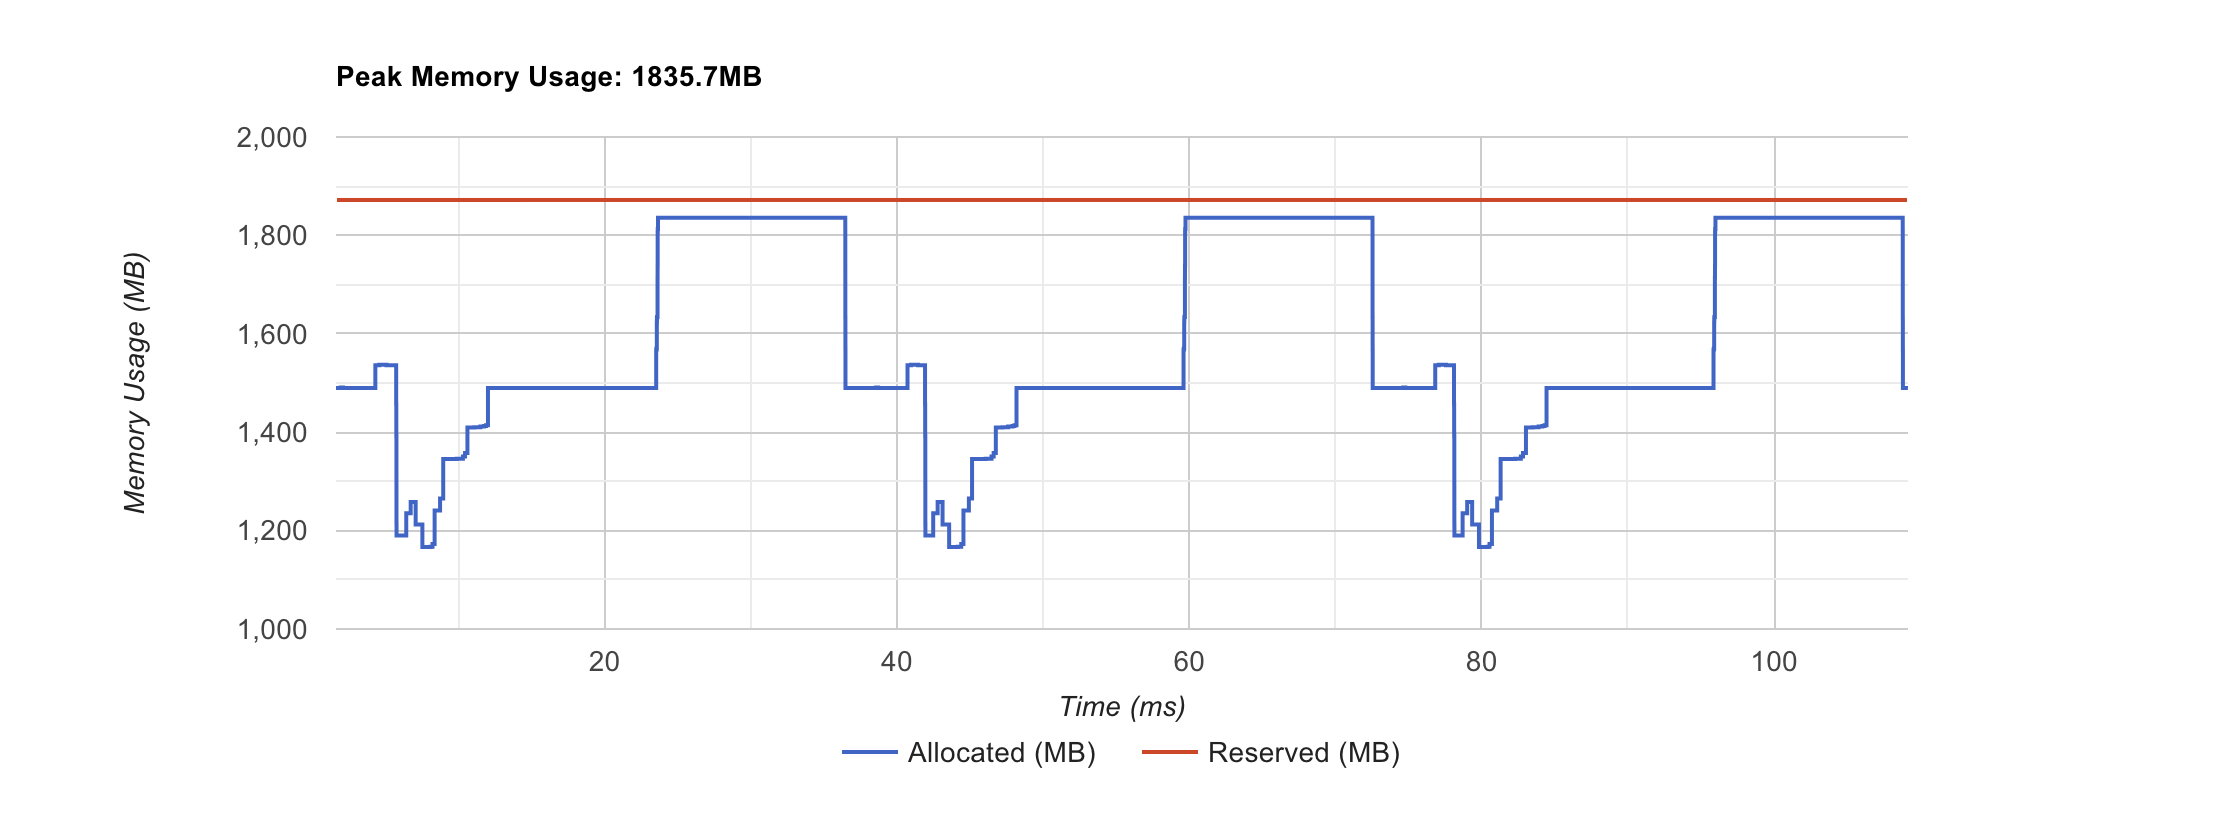 Peak Memory Usage: 1835.7MB
2,000
1,800
1,600
1,400
1,200
1,000
Memory Usage (MB)
20 40 60 80 100
Time (ms)
Allocated (MB) Reserved (MB)